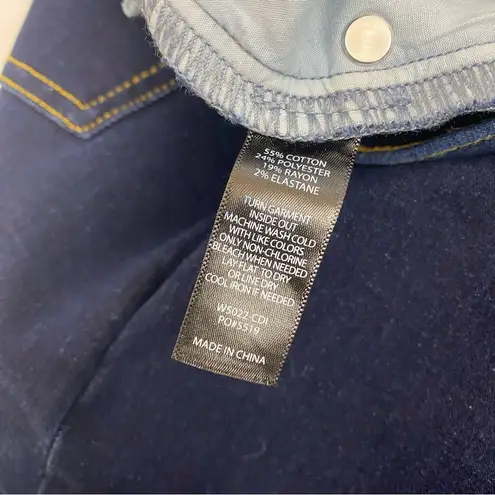 55% COTTON
24% POLYESTER
19% RAYON
2% ELASTANE
TURN GARMENT
INSIDE OUT
MACHINE WASH COLD
WITH LIKE COLORS
ONLY NON-CHLORINE
BLEACH WHEN NEEDED
LAY FLAT TO DRY
OR LINE DRY
COOL IRON IF NEEDED
W5022-CDI
PO#5519
MADE IN CHINA